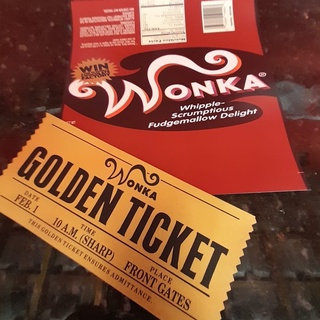 WIN
WONKA®
Whipple-
Scrumptious
Fudgemallow Delight
WONKA
GOLDEN TICKET
DATE
FEB. 1
TIME
10 A.M. (SHARP)
PLACE
FRONT GATES
THIS GOLDEN TICKET ENSURES ADMITTANCE